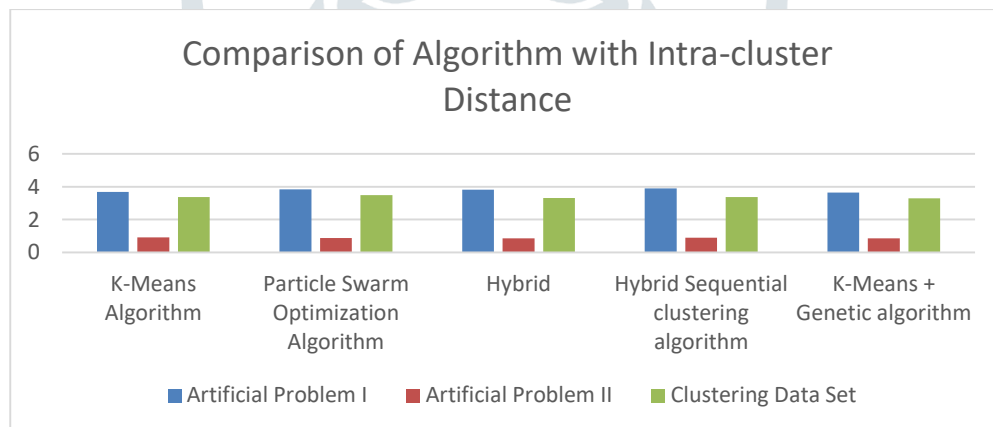 Comparison of Algorithm with Intra-cluster
Distance
6
4
2
0
K-Means
Algorithm
Particle Swarm
Optimization
Algorithm
Hybrid
Hybrid Sequential
clustering
algorithm
K-Means +
Genetic algorithm
Artificial Problem I
Artificial Problem II
Clustering Data Set